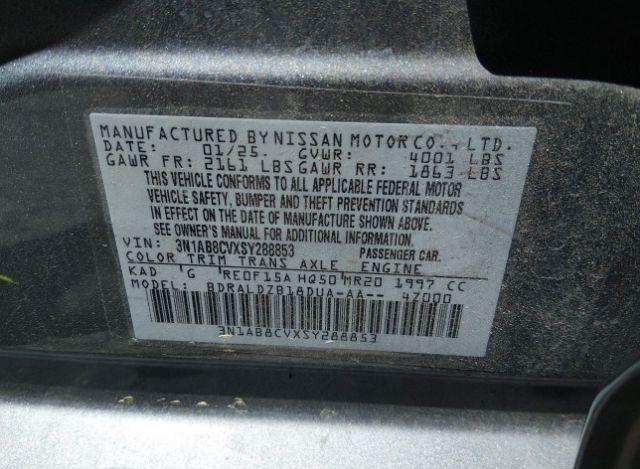 MANUFACTURED BY NISSAN MOTOR CO., LTD.
DATE: 01/25. GVWR: 4001 LBS
GAWR FR: 2161 LBS GAWR RR: 1863 LBS
THIS VEHICLE CONFORMS TO ALL APPLICABLE FEDERAL MOTOR
VEHICLE SAFETY, BUMPER AND THEFT PREVENTION STANDARDS
IN EFFECT ON THE DATE OF MANUFACTURE SHOWN ABOVE.
SEE OWNER'S MANUAL FOR ADDITIONAL INFORMATION.
VIN: 3N1AB8CVXSY288853 PASSENGER CAR.
COLOR TRIM TRANS AXLE ENGINE
KAD G RE0F15A HQ50 MR20 1997 CC
MODEL: BDRALDZB18DUA-AA-- 4Z000
3N1AB8CVXSY288853